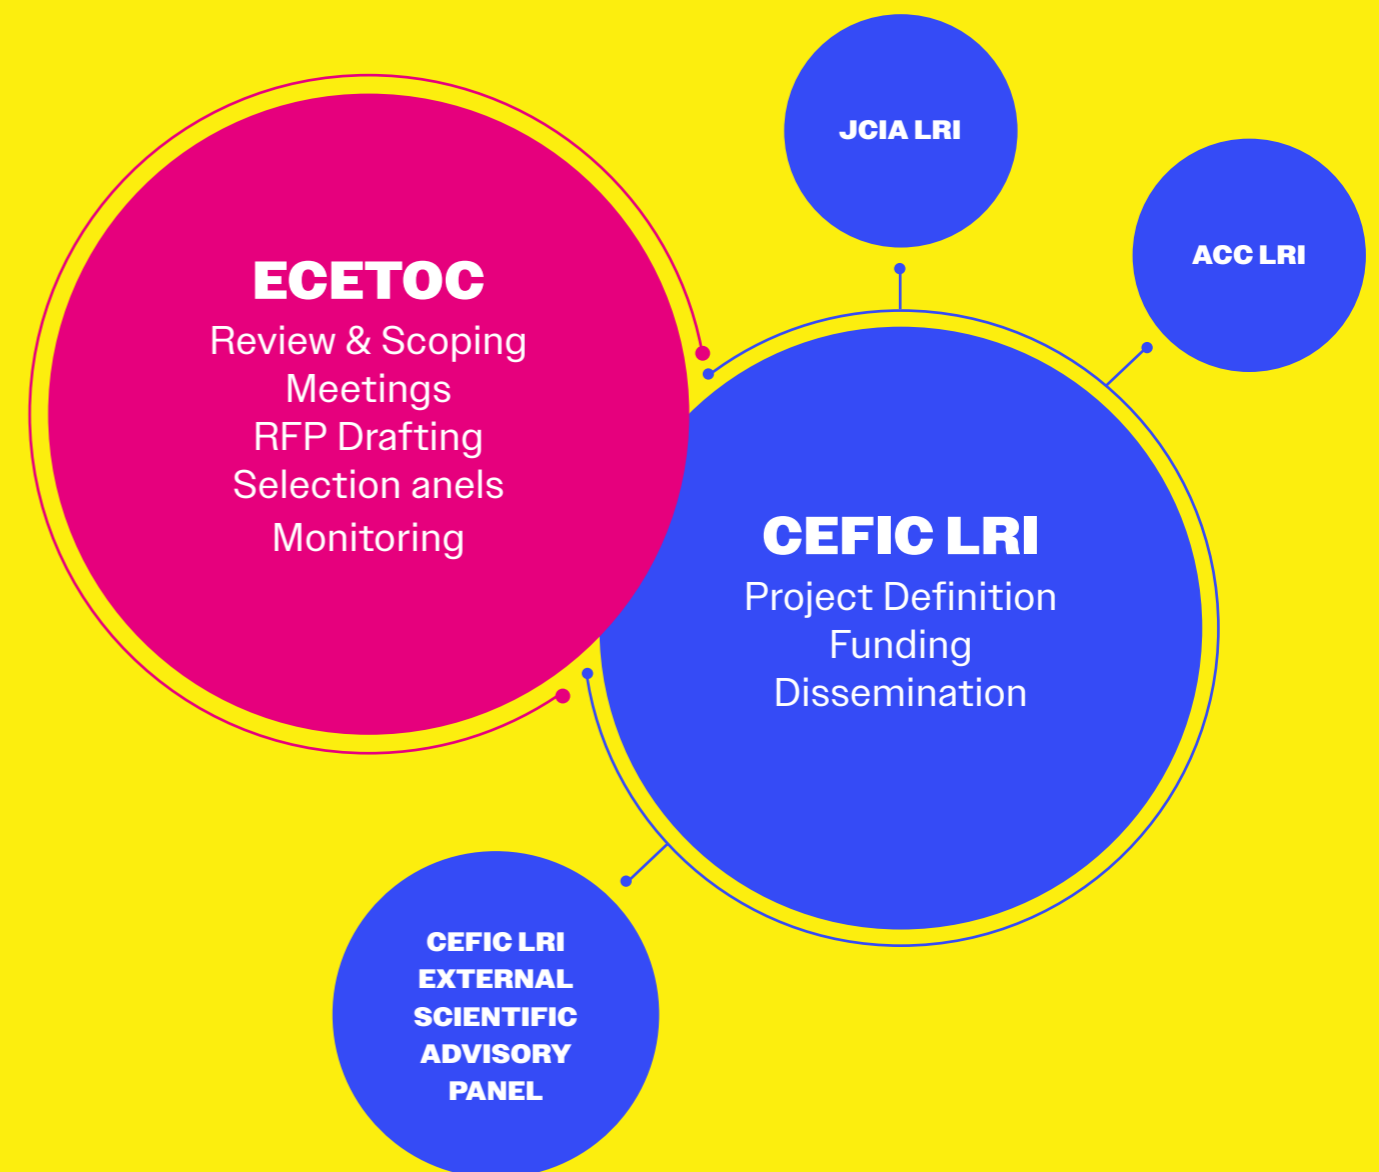 ECETOC
Review & Scoping
Meetings
RFP Drafting
Selection anels
Monitoring
JCIA LRI
ACC LRI
CEFIC LRI
Project Definition
Funding
Dissemination
CEFIC LRI
EXTERNAL
SCIENTIFIC
ADVISORY
PANEL